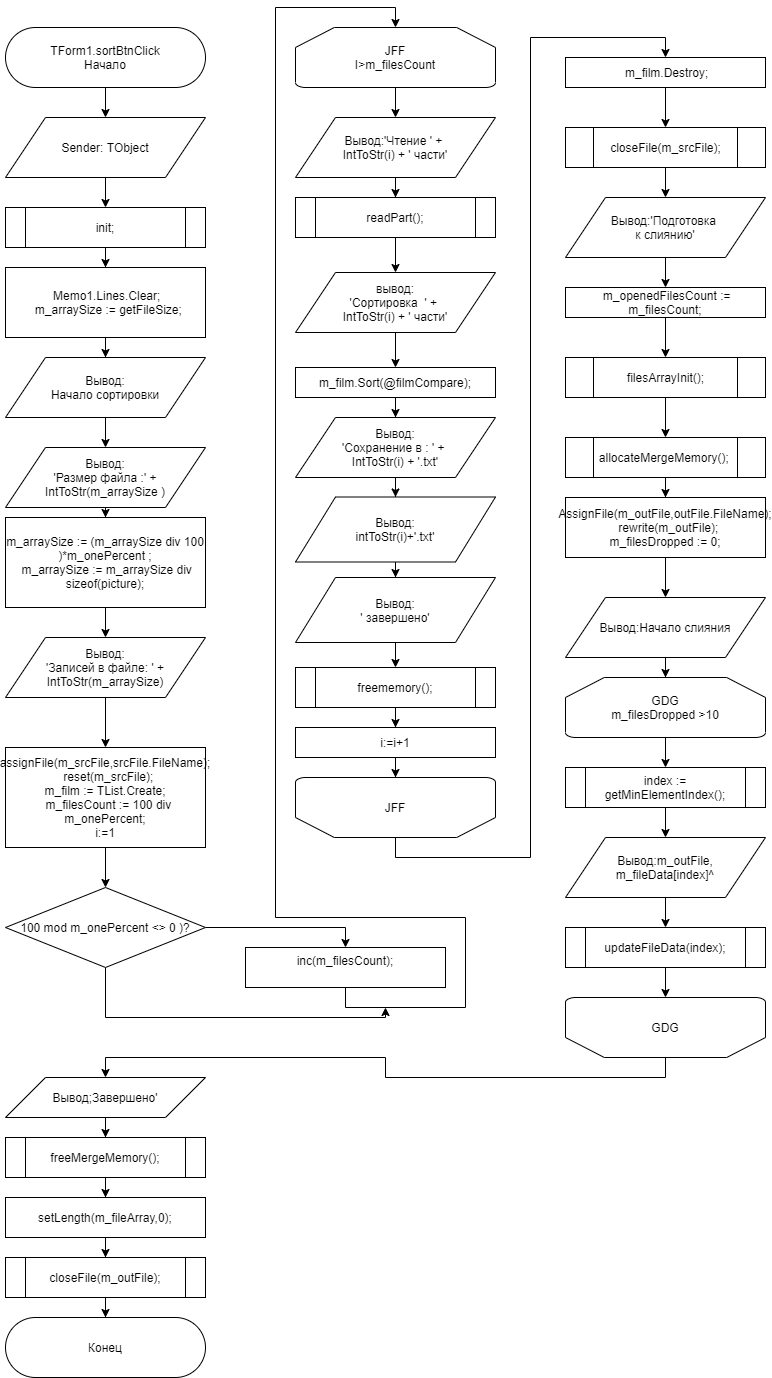 TForm1.sortBtnClick
Начало
Sender: TObject
init;
Memo1.Lines.Clear;
m_arraySize := getFileSize;
Вывод:
Начало сортировки
Вывод:
'Размер файла :' +
IntToStr(m_arraySize )
m_arraySize := (m_arraySize div 100
)*m_onePercent ;
m_arraySize := m_arraySize div
sizeof(picture);
Вывод:
'Записей в файле: ' +
IntToStr(m_arraySize)
assignFile(m_srcFile,srcFile.FileName);
reset(m_srcFile);
m_film := TList.Create;
m_filesCount := 100 div
m_onePercent;
i:=1
100 mod m_onePercent <> 0 )?
inc(m_filesCount);
JFF
I>m_filesCount
Вывод:'Чтение ' +
IntToStr(i) + ' части'
readPart();
вывод:
'Сортировка  ' +
IntToStr(i) + ' части'
m_film.Sort(@filmCompare);
Вывод:
'Сохранение в : ' +
IntToStr(i) + '.txt'
Вывод:
intToStr(i)+'.txt'
Вывод:
' завершено'
freememory();
i:=i+1
JFF
m_film.Destroy;
closeFile(m_srcFile);
Вывод:'Подготовка
к слиянию'
m_openedFilesCount :=
m_filesCount;
filesArrayInit();
allocateMergeMemory();
AssignFile(m_outFile,outFile.FileName);
rewrite(m_outFile);
m_filesDropped := 0;
Вывод:Начало слияния
GDG
m_filesDropped >10
index :=
getMinElementIndex();
Вывод:m_outFile,
m_fileData[index]^
updateFileData(index);
GDG
Вывод;Завершено'
freeMergeMemory();
setLength(m_fileArray,0);
closeFile(m_outFile);
Конец